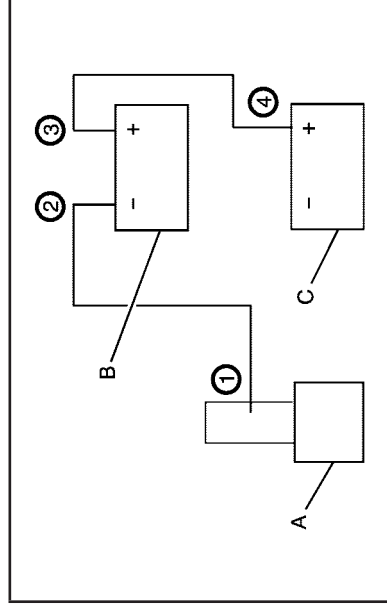 ② ③
− +
B
④
①
− +
C
A